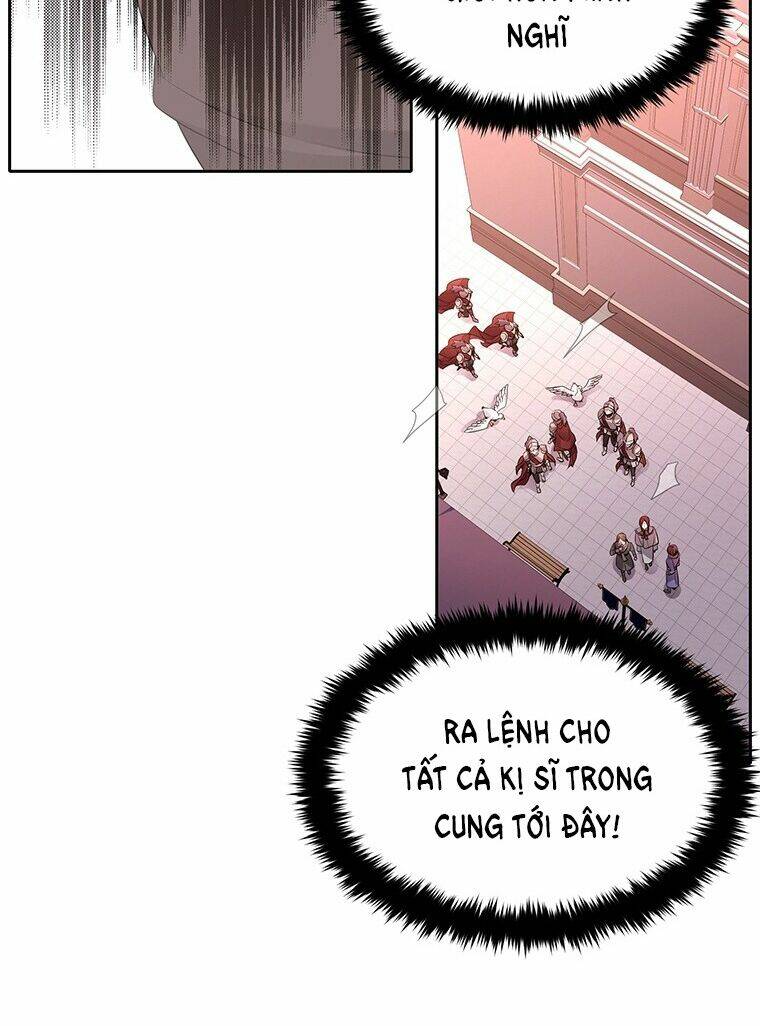 NGHĨ
RA LỆNH CHO
TẤT CẢ KỊ SĨ TRONG
CUNG TỚI ĐÂY!